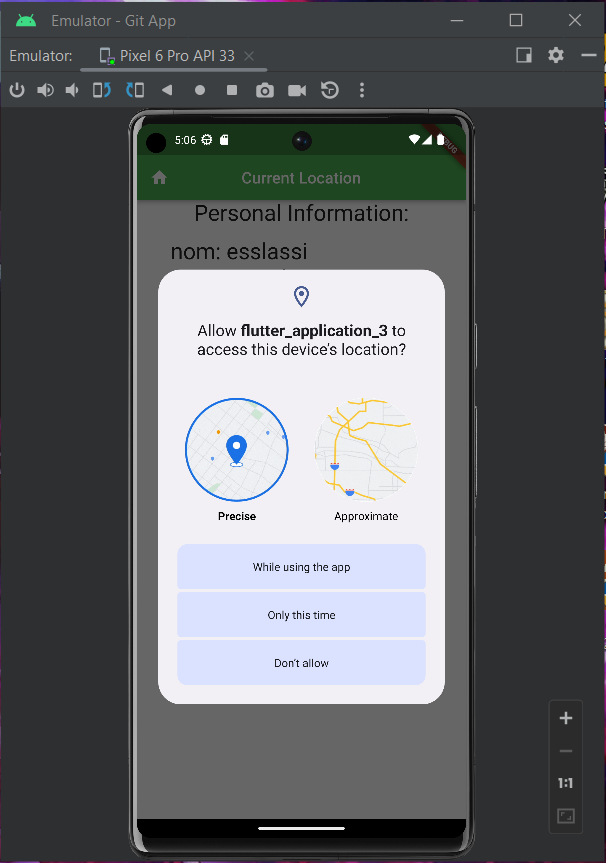 Emulator - Git App
Emulator:
Pixel 6 Pro API 33
5:06
Current Location
Personal Information:
nom: esslassi
Allow flutter_application_3 to
access this device's location?
Precise
Approximate
While using the app
Only this time
Don't allow
1:1